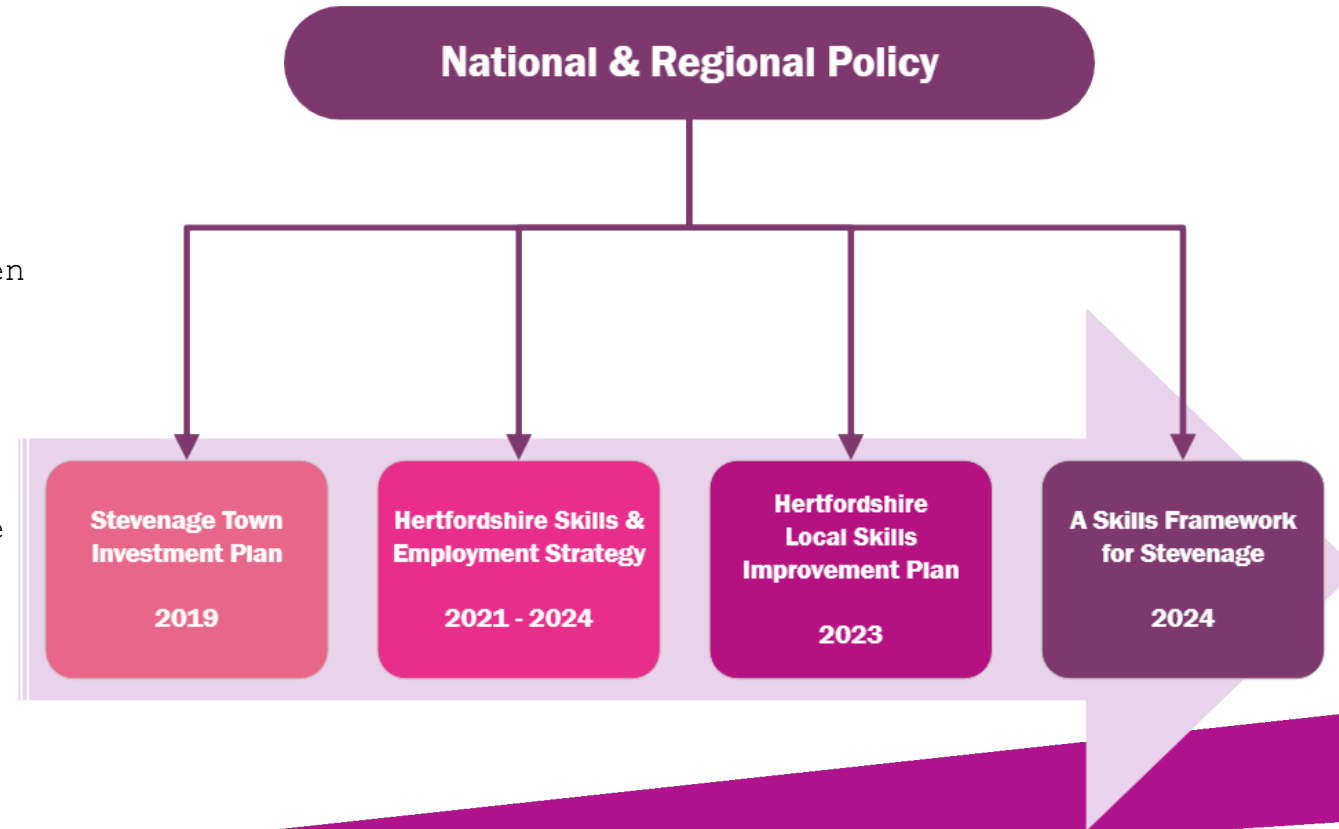 National & Regional Policy
en
e
Stevenage Town
Investment Plan
2019
Hertfordshire Skills &
Employment Strategy
2021 - 2024
Hertfordshire
Local Skills
Improvement Plan
2023
A Skills Framework
for Stevenage
2024